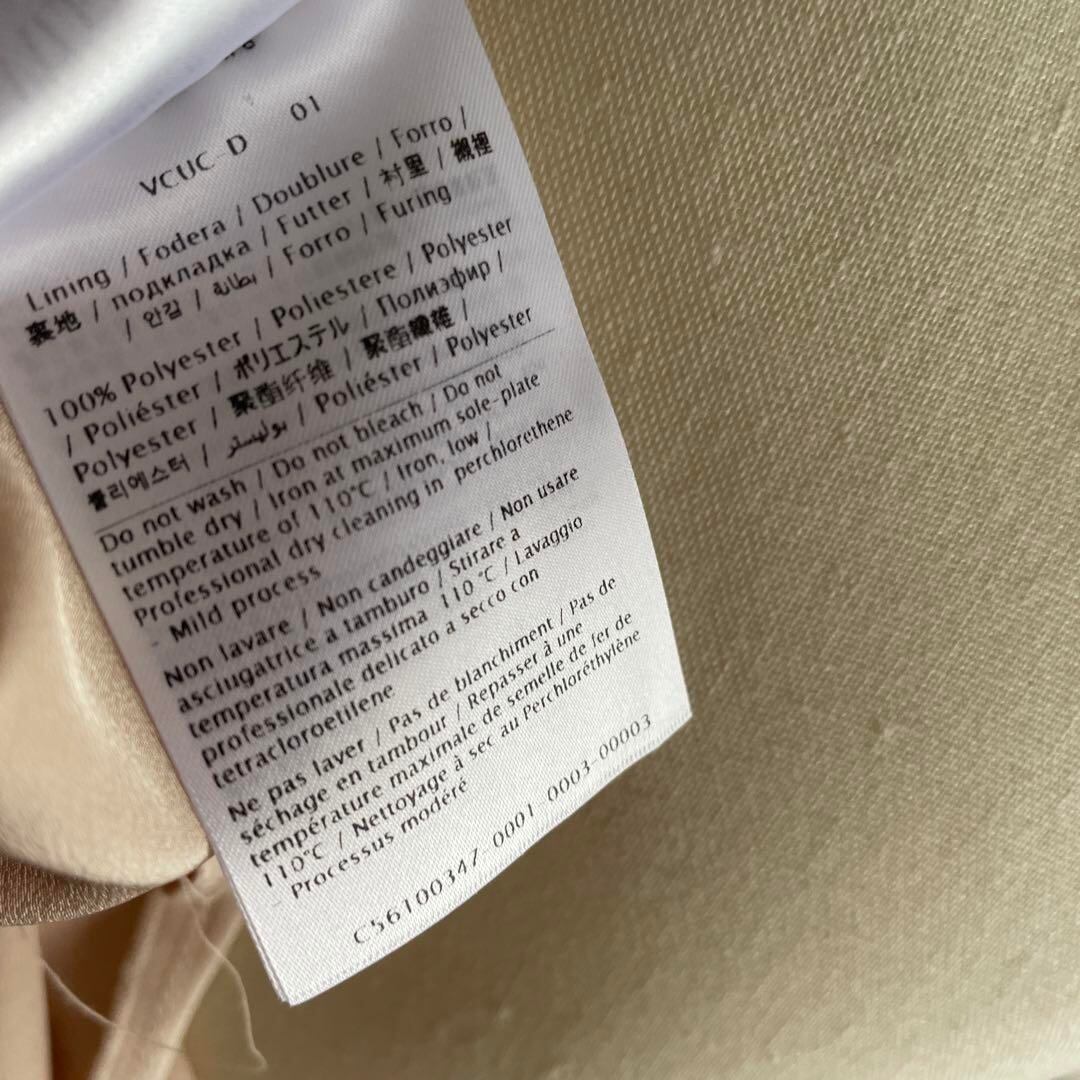 VCUC-D 01
Lining / Fodera / Doublure / Forro /
裏地 / подкладка / Futter / 衬里 / 襯裡
/ 안감 / بطانة / Forro / Furing
100% Polyester / Poliestere / Polyester
/ Poliéster / ポリエステル / Полиэфир /
Polyester / 聚酯纤维 / 聚酯纖維 /
폴리에스터 / بوليستر / Poliéster / Polyester
Do not wash / Do not bleach / Do not
tumble dry / Iron at maximum sole-plate
temperature of 110°C / Iron, low /
Professional dry cleaning in perchlorethene
- Mild process
Non lavare / Non candeggiare / Non usare
asciugatrice a tamburo / Stirare a
temperatura massima 110 °C / Lavaggio
professionale delicato a secco con
tetracloroetilene
Ne pas laver / Pas de blanchiment / Pas de
séchage en tambour / Repasser à une
température maximale de semelle de fer de
110°C / Nettoyage à sec au Perchloréthylène
- Processus modéré
C56100347-0001-0003-00003